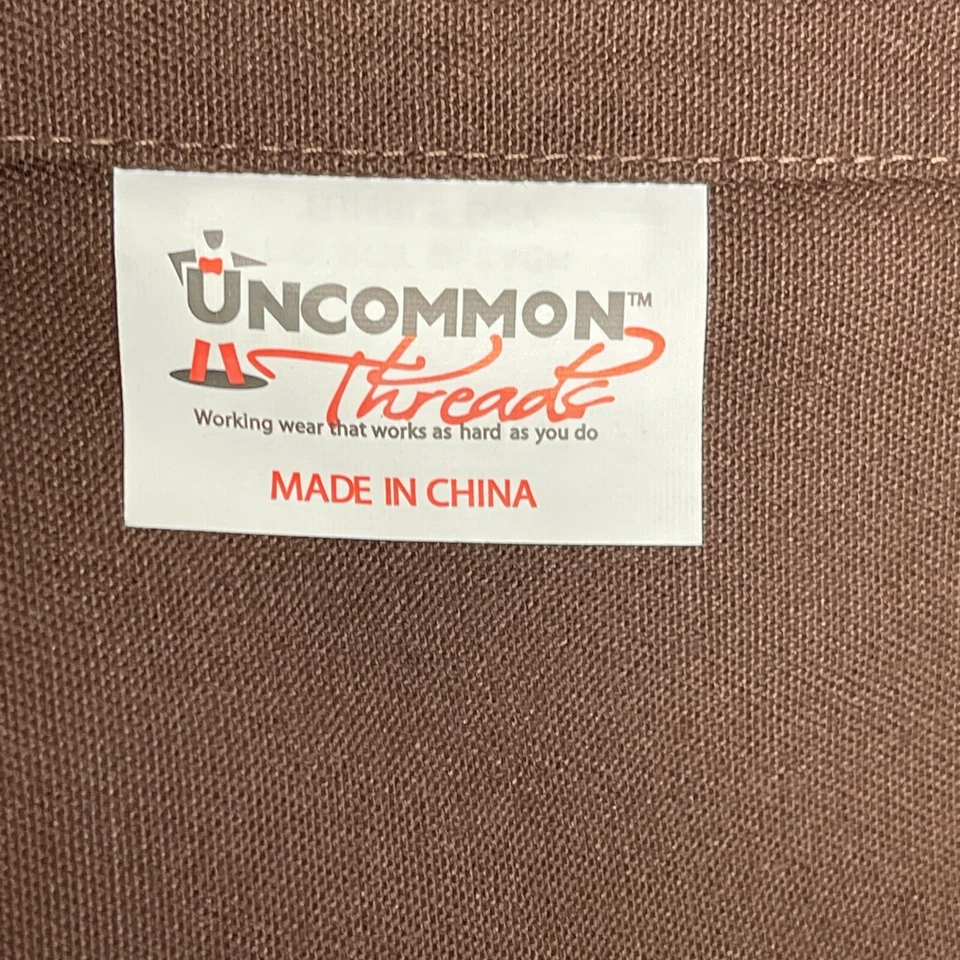 UNCOMMON™
Threads
Working wear that works as hard as you do
MADE IN CHINA